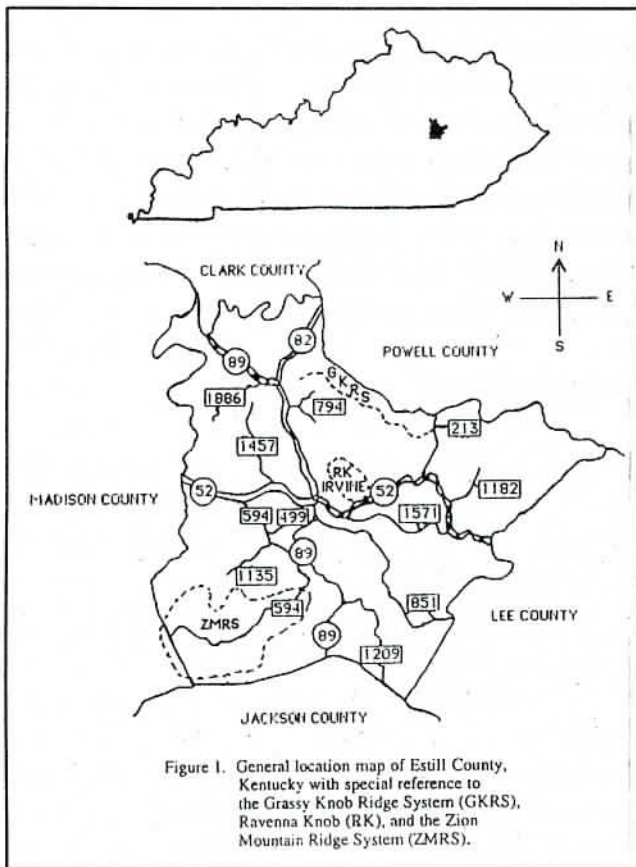 CLARK COUNTY
N
W E
S
82
89
POWELL COUNTY
GKRS
1886
794
213
1457
RK
IRVINE
52
1182
MADISON COUNTY
52
594
499
1571
89
1135
594
851
LEE COUNTY
ZMRS
89
1209
JACKSON COUNTY
Figure 1. General location map of Estill County,
Kentucky with special reference to
the Grassy Knob Ridge System (GKRS),
Ravenna Knob (RK), and the Zion
Mountain Ridge System (ZMRS).